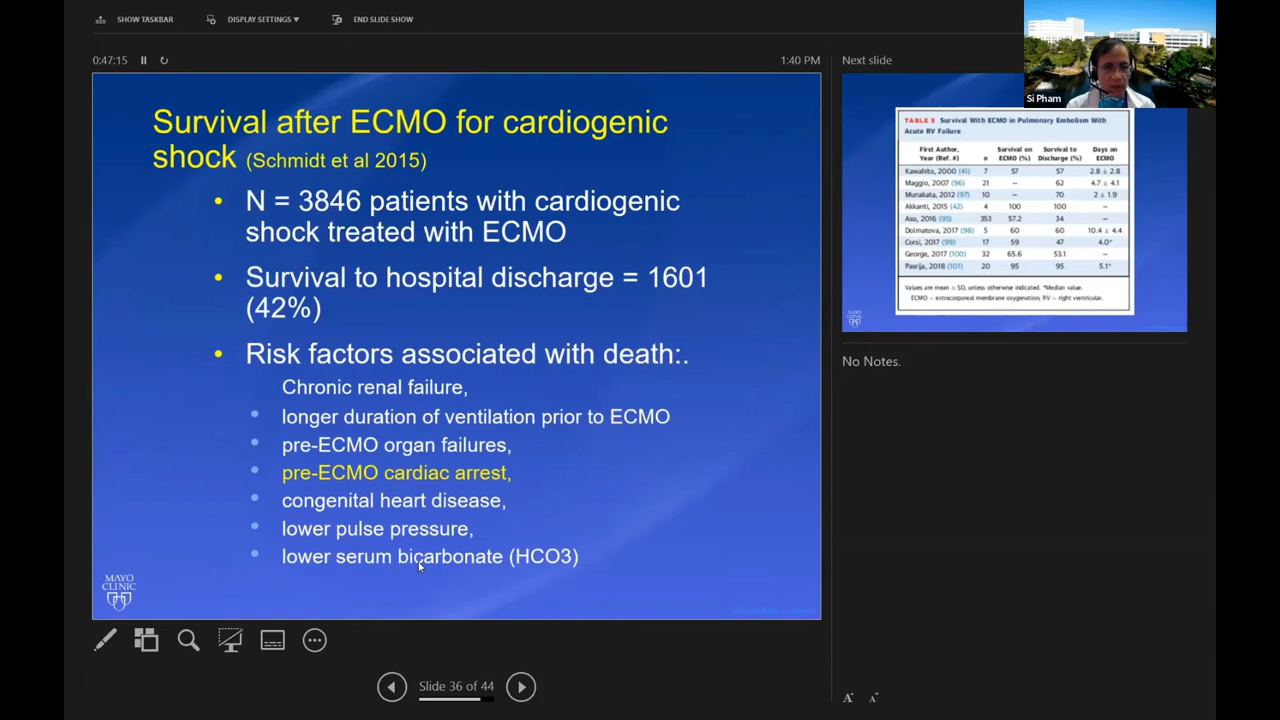 SHOW TASKBAR
DISPLAY SETTINGS ▼
END SLIDE SHOW
0:47:15
1:40 PM
Survival after ECMO for cardiogenic
shock (Schmidt et al 2015)
• N = 3846 patients with cardiogenic
shock treated with ECMO
• Survival to hospital discharge = 1601
(42%)
• Risk factors associated with death:.
Chronic renal failure,
• longer duration of ventilation prior to ECMO
• pre-ECMO organ failures,
• pre-ECMO cardiac arrest,
• congenital heart disease,
• lower pulse pressure,
• lower serum bicarbonate (HCO3)
MAYO
CLINIC
Slide 36 of 44
Next slide
Si Pham
TABLE 5 Survival With ECMO in Pulmonary Embolism With
Acute RV Failure
First Author, Year (Ref. #) n Survival on ECMO (%) Survival to Discharge (%) Days on ECMO
Kawahito, 2000 (41) 7 57 57 2.8 ± 2.8
Maggio, 2007 (96) 21 – 62 4.7 ± 4.1
Munakata, 2012 (97) 10 – 70 2 ± 1.9
Akkanti, 2015 (42) 4 100 100 –
Aso, 2016 (95) 353 57.2 34 –
Dolmatova, 2017 (98) 5 60 60 10.4 ± 4.4
Corsi, 2017 (99) 17 59 47 4.0*
George, 2017 (100) 32 65.6 53.1 –
Pasrija, 2018 (101) 20 95 95 5.1*
Values are mean ± SD, unless otherwise indicated. *Median value.
ECMO = extracorporeal membrane oxygenation; RV = right ventricular.
MAYO
CLINIC
No Notes.
A A